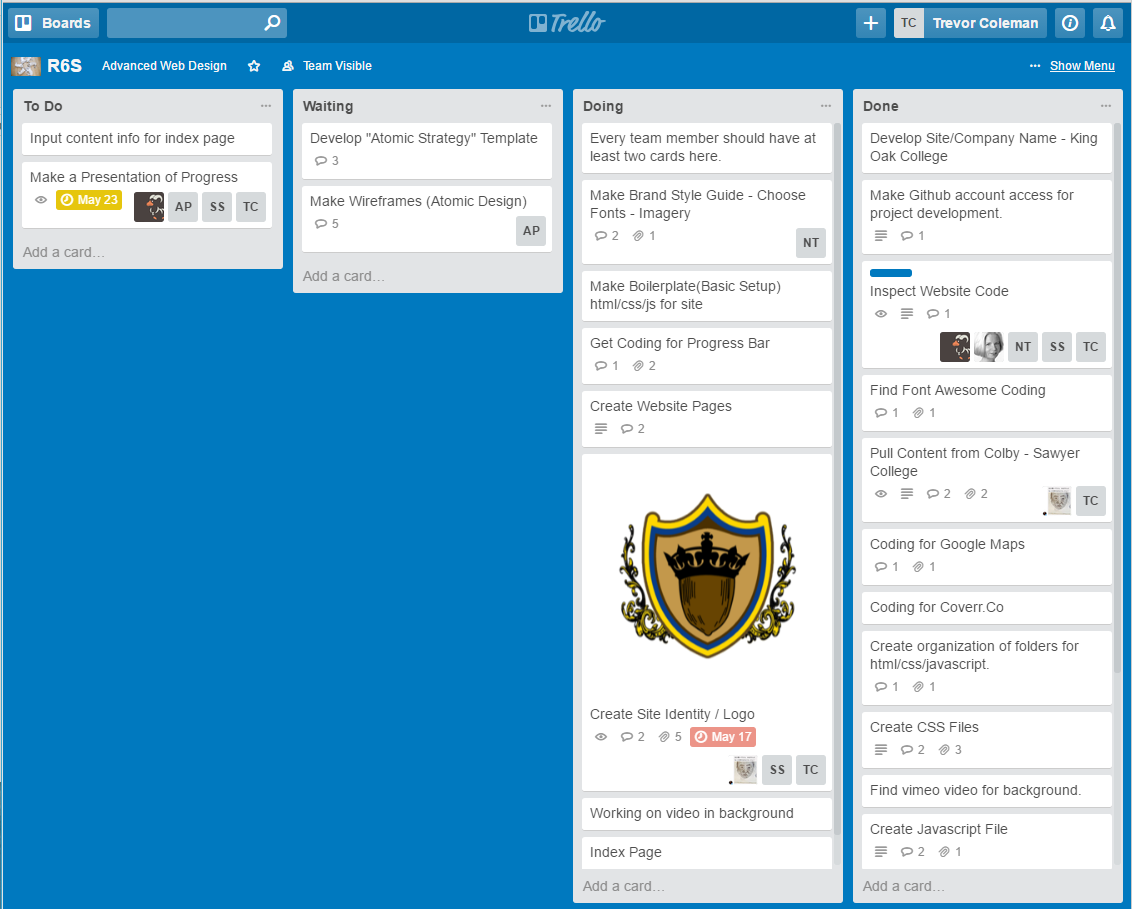 Boards
Trello
TC Trevor Coleman
R6S Advanced Web Design Team Visible
... Show Menu
To Do ...
Input content info for index page
Make a Presentation of Progress
May 23 AP SS TC
Add a card…
Waiting ...
Develop "Atomic Strategy" Template
3
Make Wireframes (Atomic Design)
5
AP
Add a card…
Doing ...
Every team member should have at
least two cards here.
Make Brand Style Guide - Choose
Fonts - Imagery
2 1
NT
Make Boilerplate(Basic Setup)
html/css/js for site
Get Coding for Progress Bar
1 2
Create Website Pages
2
Create Site Identity / Logo
2 5 May 17
SS TC
Working on video in background
Index Page
Add a card…
Done ...
Develop Site/Company Name - King
Oak College
Make Github account access for
project development.
1
Inspect Website Code
1
NT SS TC
Find Font Awesome Coding
1 1
Pull Content from Colby - Sawyer
College
2 2
TC
Coding for Google Maps
1 1
Coding for Coverr.Co
Create organization of folders for
html/css/javascript.
1 1
Create CSS Files
2 3
Find vimeo video for background.
Create Javascript File
2 1
Add a card…